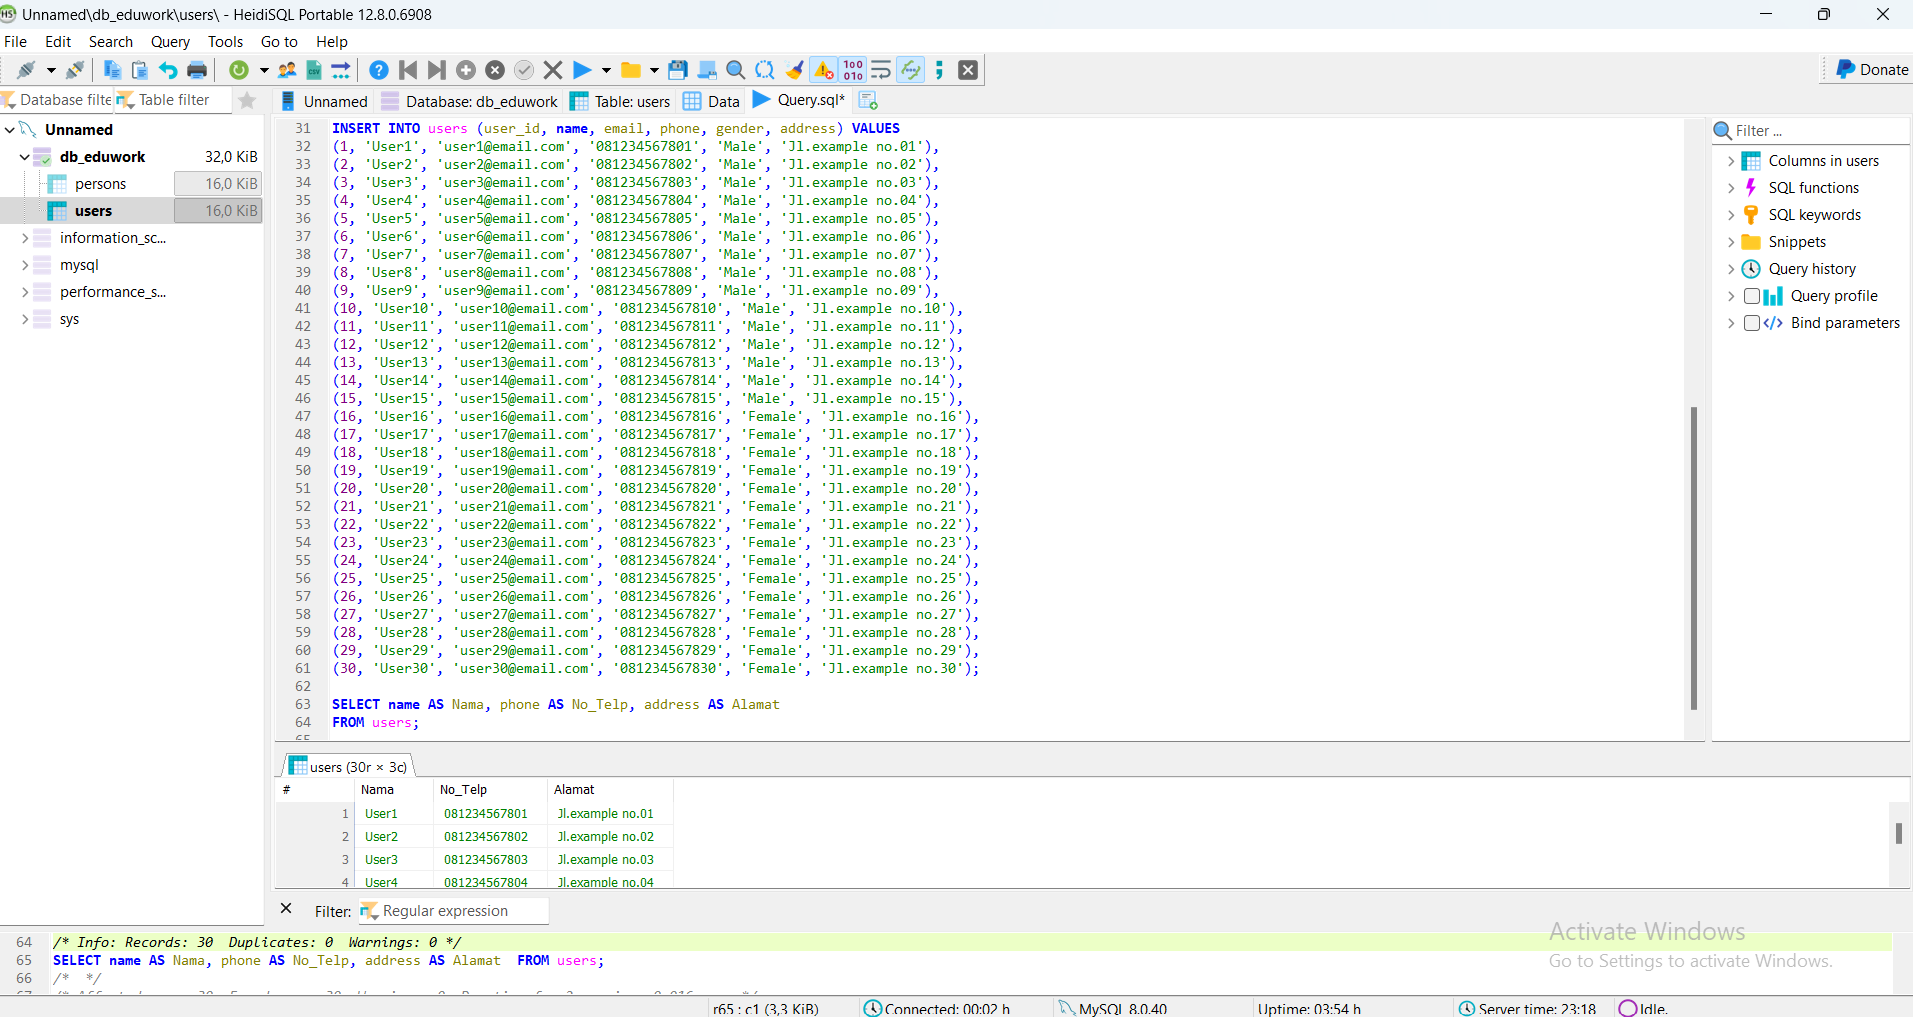 Unnamed\db_eduwork\users\ - HeidiSQL Portable 12.8.0.6908
File Edit Search Query Tools Go to Help
Donate
Database filte Table filter Unnamed Database: db_eduwork Table: users Data Query.sql*
Unnamed
db_eduwork 32,0 KiB
persons 16,0 KiB
users 16,0 KiB
information_sc...
mysql
performance_s...
sys
31 INSERT INTO users (user_id, name, email, phone, gender, address) VALUES
32 (1, 'User1', 'user1@email.com', '081234567801', 'Male', 'Jl.example no.01'),
33 (2, 'User2', 'user2@email.com', '081234567802', 'Male', 'Jl.example no.02'),
34 (3, 'User3', 'user3@email.com', '081234567803', 'Male', 'Jl.example no.03'),
35 (4, 'User4', 'user4@email.com', '081234567804', 'Male', 'Jl.example no.04'),
36 (5, 'User5', 'user5@email.com', '081234567805', 'Male', 'Jl.example no.05'),
37 (6, 'User6', 'user6@email.com', '081234567806', 'Male', 'Jl.example no.06'),
38 (7, 'User7', 'user7@email.com', '081234567807', 'Male', 'Jl.example no.07'),
39 (8, 'User8', 'user8@email.com', '081234567808', 'Male', 'Jl.example no.08'),
40 (9, 'User9', 'user9@email.com', '081234567809', 'Male', 'Jl.example no.09'),
41 (10, 'User10', 'user10@email.com', '081234567810', 'Male', 'Jl.example no.10'),
42 (11, 'User11', 'user11@email.com', '081234567811', 'Male', 'Jl.example no.11'),
43 (12, 'User12', 'user12@email.com', '081234567812', 'Male', 'Jl.example no.12'),
44 (13, 'User13', 'user13@email.com', '081234567813', 'Male', 'Jl.example no.13'),
45 (14, 'User14', 'user14@email.com', '081234567814', 'Male', 'Jl.example no.14'),
46 (15, 'User15', 'user15@email.com', '081234567815', 'Male', 'Jl.example no.15'),
47 (16, 'User16', 'user16@email.com', '081234567816', 'Female', 'Jl.example no.16'),
48 (17, 'User17', 'user17@email.com', '081234567817', 'Female', 'Jl.example no.17'),
49 (18, 'User18', 'user18@email.com', '081234567818', 'Female', 'Jl.example no.18'),
50 (19, 'User19', 'user19@email.com', '081234567819', 'Female', 'Jl.example no.19'),
51 (20, 'User20', 'user20@email.com', '081234567820', 'Female', 'Jl.example no.20'),
52 (21, 'User21', 'user21@email.com', '081234567821', 'Female', 'Jl.example no.21'),
53 (22, 'User22', 'user22@email.com', '081234567822', 'Female', 'Jl.example no.22'),
54 (23, 'User23', 'user23@email.com', '081234567823', 'Female', 'Jl.example no.23'),
55 (24, 'User24', 'user24@email.com', '081234567824', 'Female', 'Jl.example no.24'),
56 (25, 'User25', 'user25@email.com', '081234567825', 'Female', 'Jl.example no.25'),
57 (26, 'User26', 'user26@email.com', '081234567826', 'Female', 'Jl.example no.26'),
58 (27, 'User27', 'user27@email.com', '081234567827', 'Female', 'Jl.example no.27'),
59 (28, 'User28', 'user28@email.com', '081234567828', 'Female', 'Jl.example no.28'),
60 (29, 'User29', 'user29@email.com', '081234567829', 'Female', 'Jl.example no.29'),
61 (30, 'User30', 'user30@email.com', '081234567830', 'Female', 'Jl.example no.30');
62
63 SELECT name AS Nama, phone AS No_Telp, address AS Alamat
64 FROM users;
Filter ...
Columns in users
SQL functions
SQL keywords
Snippets
Query history
Query profile
Bind parameters
users (30r × 3c)
# Nama No_Telp Alamat
1 User1 081234567801 Jl.example no.01
2 User2 081234567802 Jl.example no.02
3 User3 081234567803 Jl.example no.03
4 User4 081234567804 Jl.example no.04
Filter: Regular expression
64 /* Info: Records: 30 Duplicates: 0 Warnings: 0 */
65 SELECT name AS Nama, phone AS No_Telp, address AS Alamat FROM users;
66 /* */
Activate Windows
Go to Settings to activate Windows.
r65 : c1 (3,3 KiB) Connected: 00:02 h MySQL 8.0.40 Uptime: 03:54 h Server time: 23:18 Idle.